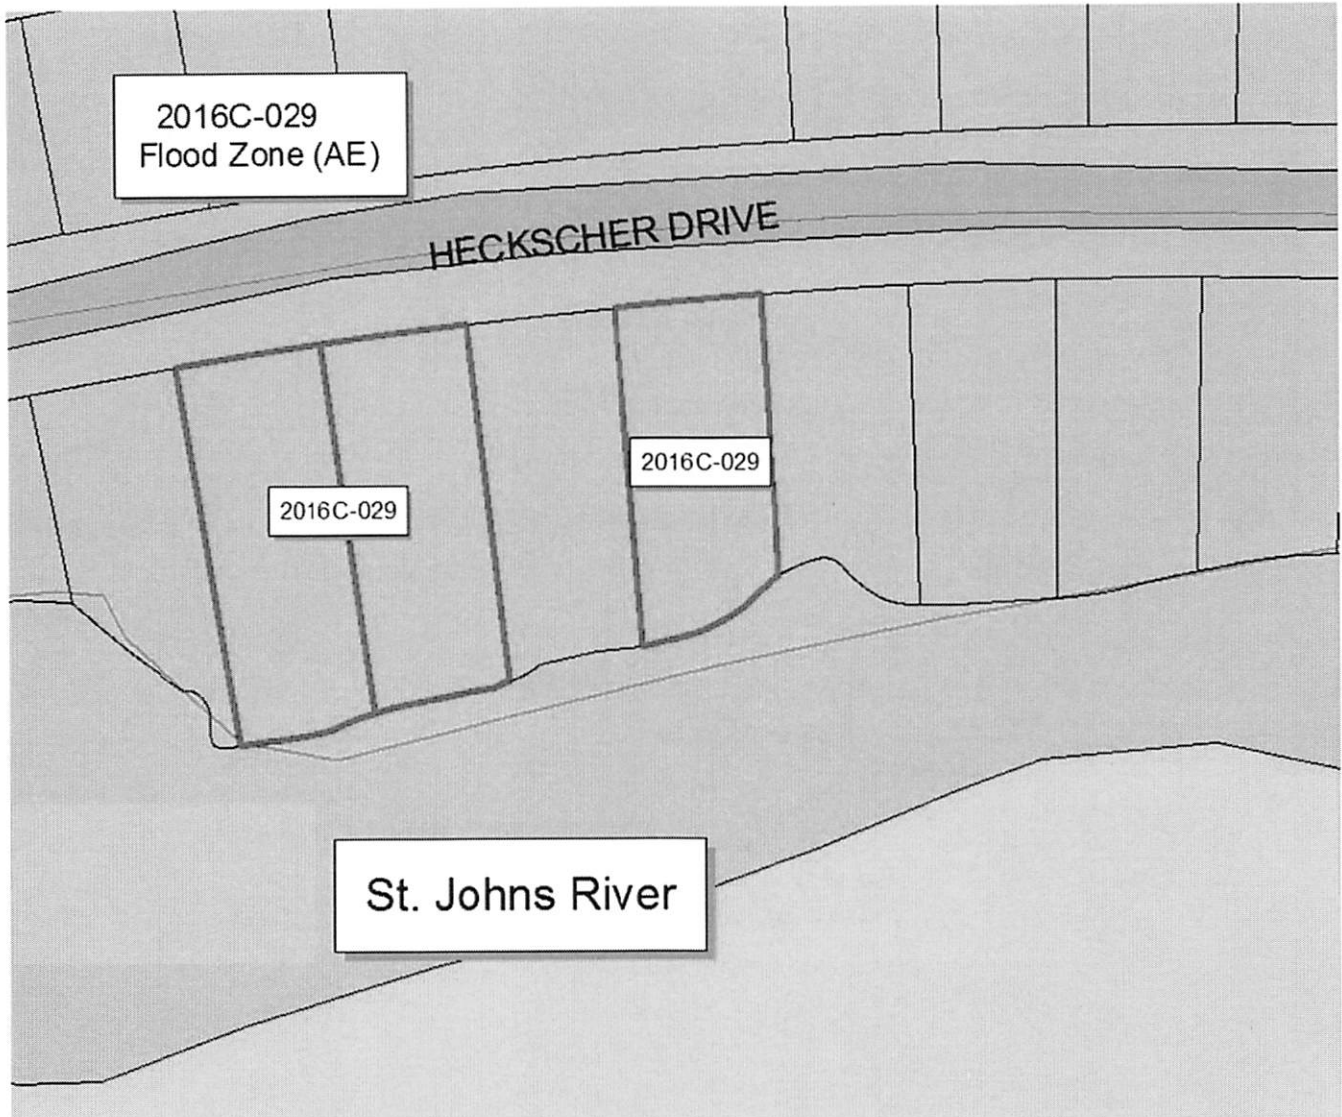 2016C-029
Flood Zone (AE)
HECKSCHER DRIVE
2016C-029
2016C-029
St. Johns River